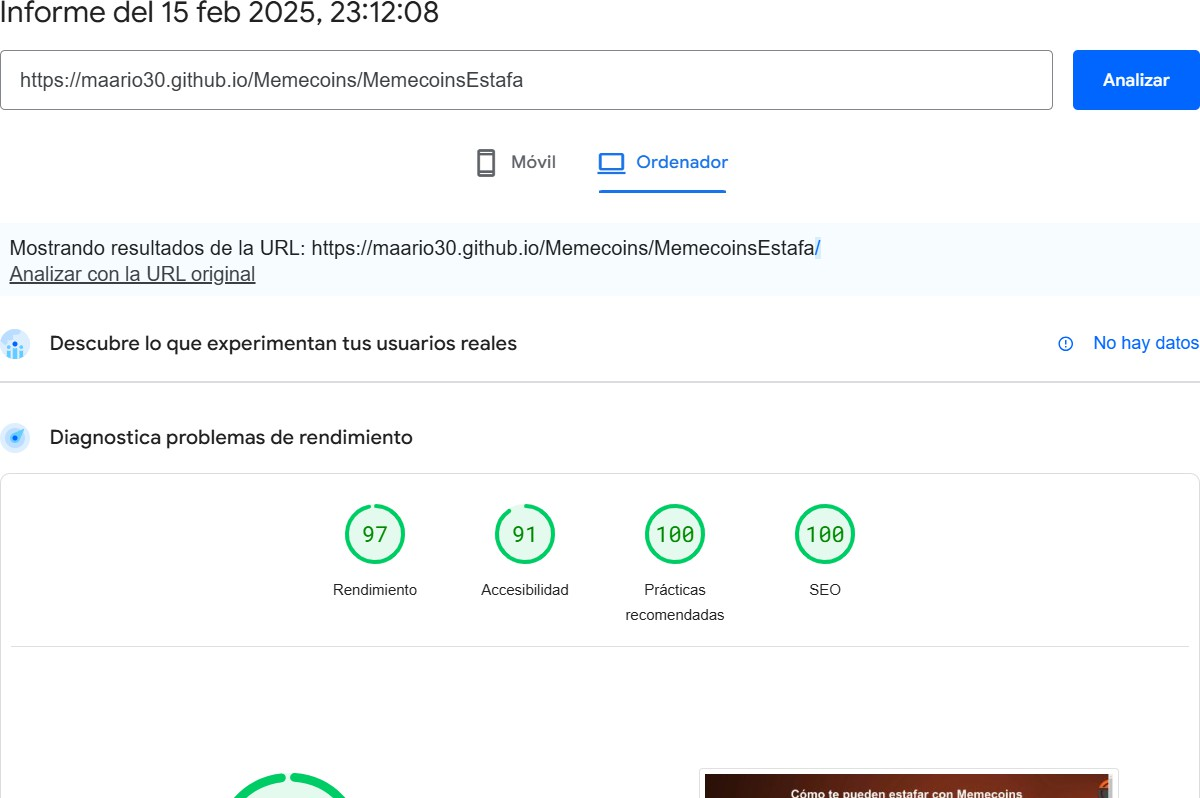 Informe del 15 feb 2025, 23:12:08
https://maario30.github.io/Memecoins/MemecoinsEstafa
Analizar
Móvil
Ordenador
Mostrando resultados de la URL: https://maario30.github.io/Memecoins/MemecoinsEstafa/
Analizar con la URL original
Descubre lo que experimentan tus usuarios reales
No hay datos
Diagnostica problemas de rendimiento
97
91
100
100
Rendimiento
Accesibilidad
Prácticas
recomendadas
SEO
Cómo te pueden estafar con Memecoins